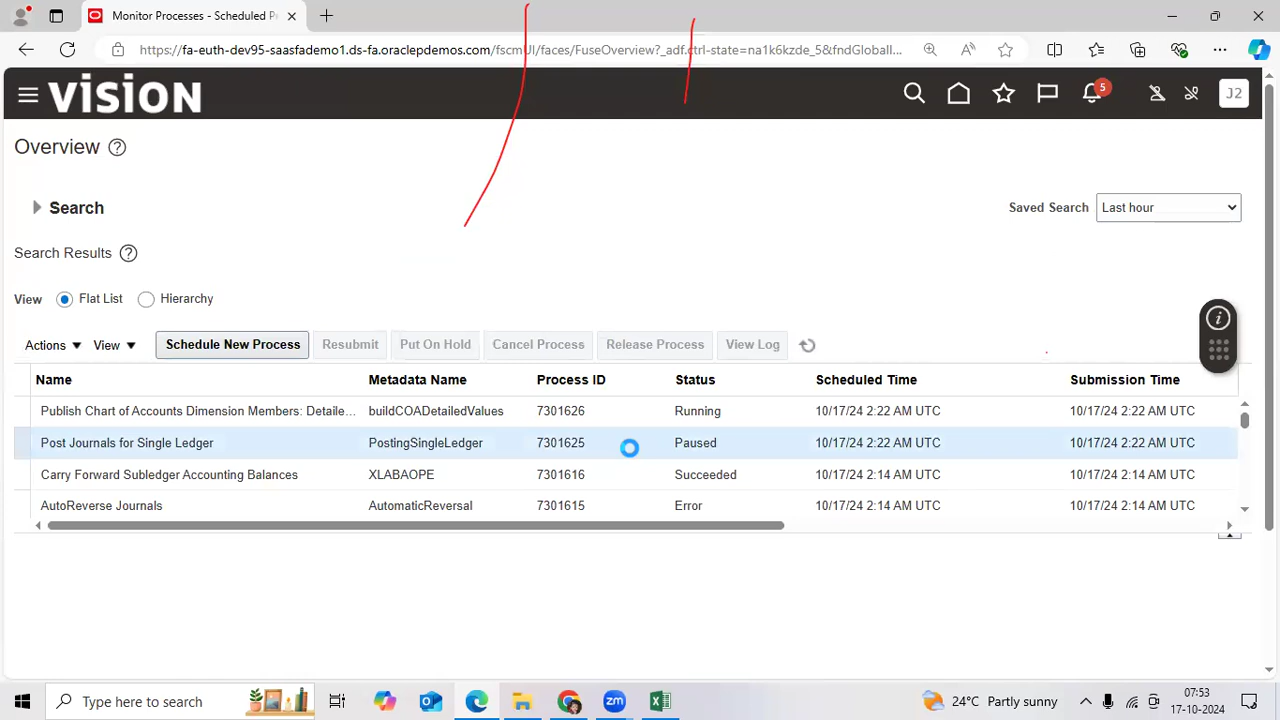 Monitor Processes - Scheduled Pr
https://fa-euth-dev95-saasfademo1.ds-fa.oraclepdemos.com/fscmUI/faces/FuseOverview?_adf.ctrl-state=na1k6kzde_5&fndGlobalI...
vision
5
J2
Overview
Search
Saved Search Last hour
Search Results
View Flat List Hierarchy
Actions View Schedule New Process Resubmit Put On Hold Cancel Process Release Process View Log
Name Metadata Name Process ID Status Scheduled Time Submission Time
Publish Chart of Accounts Dimension Members: Detaile... buildCOADetailedValues 7301626 Running 10/17/24 2:22 AM UTC 10/17/24 2:22 AM UTC
Post Journals for Single Ledger PostingSingleLedger 7301625 Paused 10/17/24 2:22 AM UTC 10/17/24 2:22 AM UTC
Carry Forward Subledger Accounting Balances XLABAOPE 7301616 Succeeded 10/17/24 2:14 AM UTC 10/17/24 2:14 AM UTC
AutoReverse Journals AutomaticReversal 7301615 Error 10/17/24 2:14 AM UTC 10/17/24 2:14 AM UTC
Type here to search
zm
24°C Partly sunny
07:53
17-10-2024